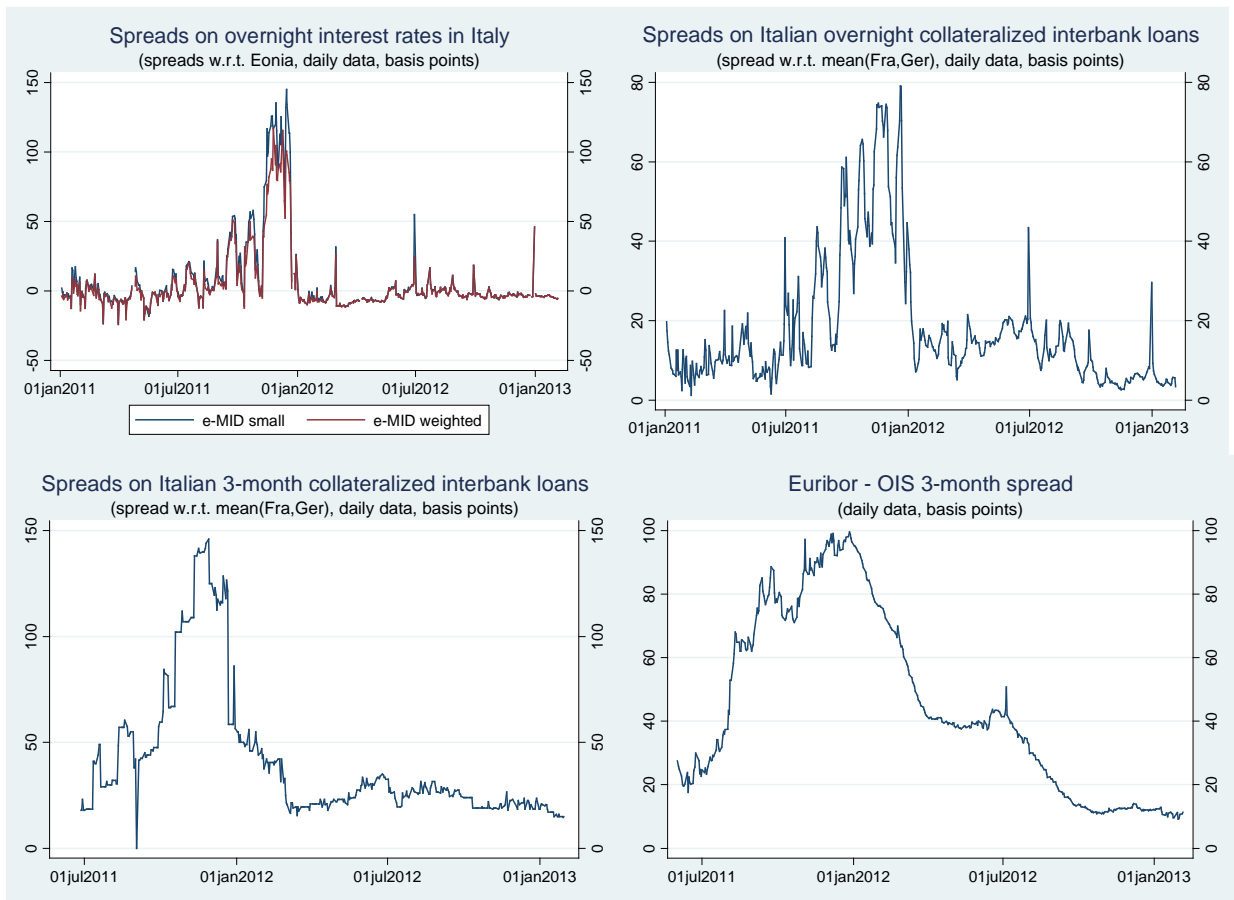 Spreads on overnight interest rates in Italy
(spreads w.r.t. Eonia, daily data, basis points)
150
100
50
0
-50
150
100
50
0
-50
01jan2011
01jul2011
01jan2012
01jul2012
01jan2013
e-MID small
e-MID weighted
Spreads on Italian overnight collateralized interbank loans
(spread w.r.t. mean(Fra,Ger), daily data, basis points)
80
60
40
20
0
80
60
40
20
0
01jan2011
01jul2011
01jan2012
01jul2012
01jan2013
Spreads on Italian 3-month collateralized interbank loans
(spread w.r.t. mean(Fra,Ger), daily data, basis points)
150
100
50
0
150
100
50
0
01jul2011
01jan2012
01jul2012
01jan2013
Euribor - OIS 3-month spread
(daily data, basis points)
100
80
60
40
20
0
100
80
60
40
20
0
01jul2011
01jan2012
01jul2012
01jan2013